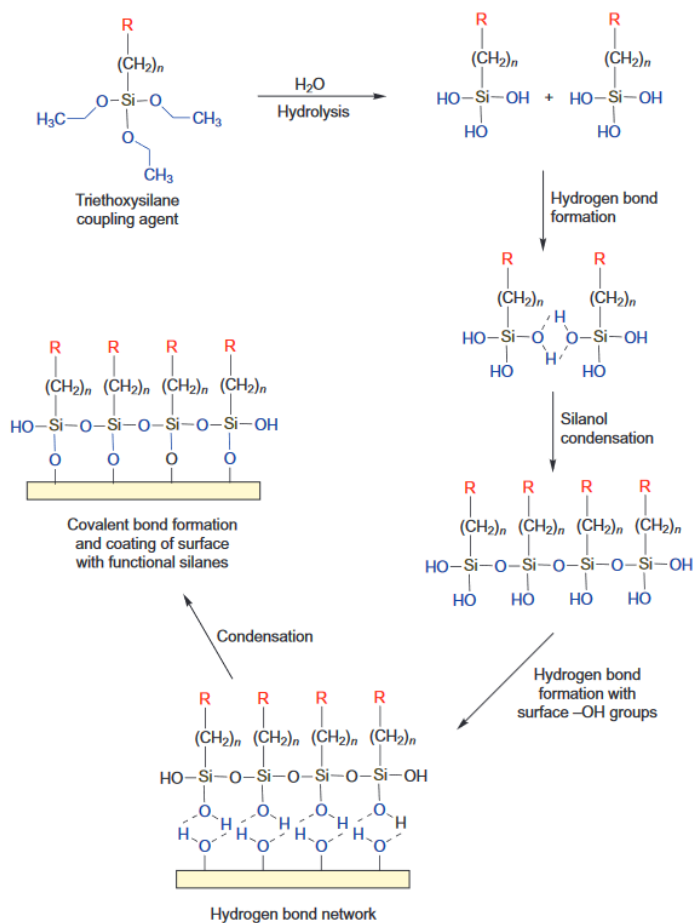 R
(CH2)n
O–Si–O
H3C
CH3
O
CH3
Triethoxysilane
coupling agent
H2O
Hydrolysis
R R
(CH2)n (CH2)n
HO–Si–OH + HO–Si–OH
HO HO
Hydrogen bond
formation
R R
(CH2)n (CH2)n
H
HO–Si–O O–Si–OH
H
HO HO
Silanol
condensation
R R R R
(CH2)n (CH2)n (CH2)n (CH2)n
HO–Si–O–Si–O–Si–O–Si–OH
HO HO HO HO
Hydrogen bond
formation with
surface –OH groups
R R R R
(CH2)n (CH2)n (CH2)n (CH2)n
HO–Si–O–Si–O–Si–O–Si–OH
O O O O
H H H H
H H H H
O O O O
Hydrogen bond network
Condensation
R R R R
(CH2)n (CH2)n (CH2)n (CH2)n
HO–Si–O–Si–O–Si–O–Si–OH
O O O O
Covalent bond formation
and coating of surface
with functional silanes